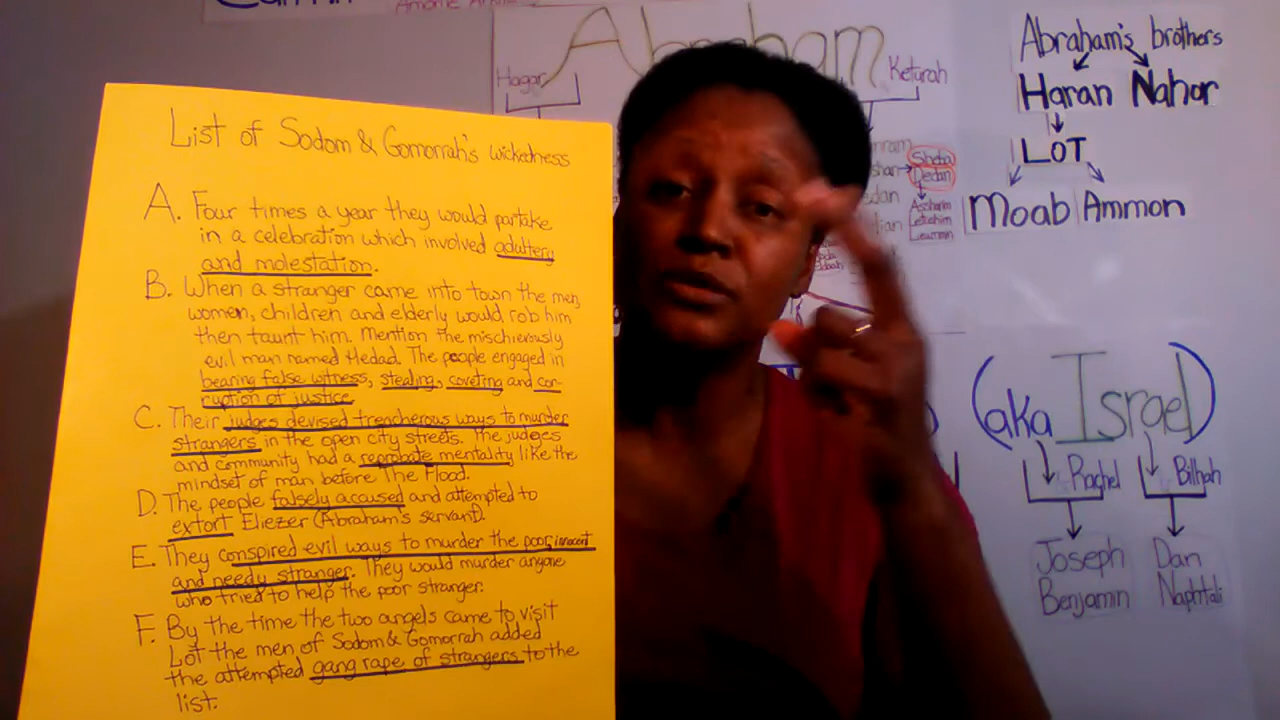 List of Sodom & Gomorrah's wickedness
A. Four times a year they would partake
in a celebration which involved adultery
and molestation.
B. When a stranger came into town the men,
women, children and elderly would rob him
then taunt him. Mention the mischieviously
evil man named Hedad. The people engaged in
bearing false witness, stealing, coveting and cor-
ruption of justice.
C. Their judges devised treacherous ways to murder
strangers in the open city streets. The judges
and community had a reprobate mentality like the
mindset of man before The Flood.
D. The people falsely accused and attempted to
extort Eliezer (Abraham's servant).
E. They conspired evil ways to murder the poor, innocent
and needy stranger. They would murder anyone
who tried to help the poor stranger.
F. By the time the two angels came to visit
Lot the men of Sodom & Gomorrah added
the attempted gang rape of strangers to the
list.
Abraham
Hagar
Keturah
Sheba
Dedan
Abraham's brothers
Haran Nahor
LOT
Moab Ammon
(aka Israel)
Rachel Bilhah
Joseph Dan
Benjamin Naphtali